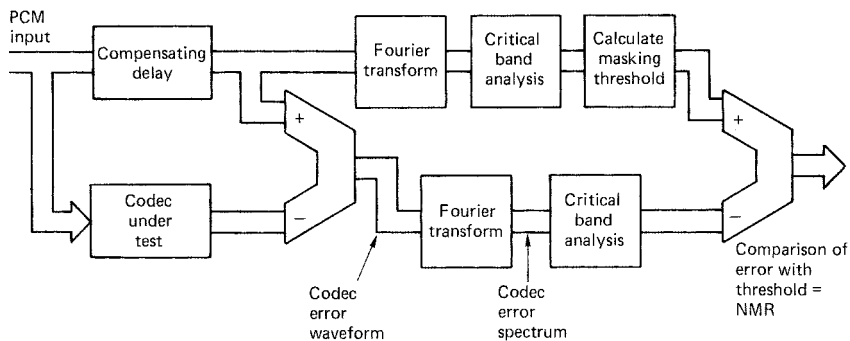 PCM
input
Compensating
delay
Fourier
transform
Critical
band
analysis
Calculate
masking
threshold
+
+
Codec
under
test
−
Fourier
transform
Critical
band
analysis
−
Comparison of
error with
threshold =
NMR
Codec
error
waveform
Codec
error
spectrum